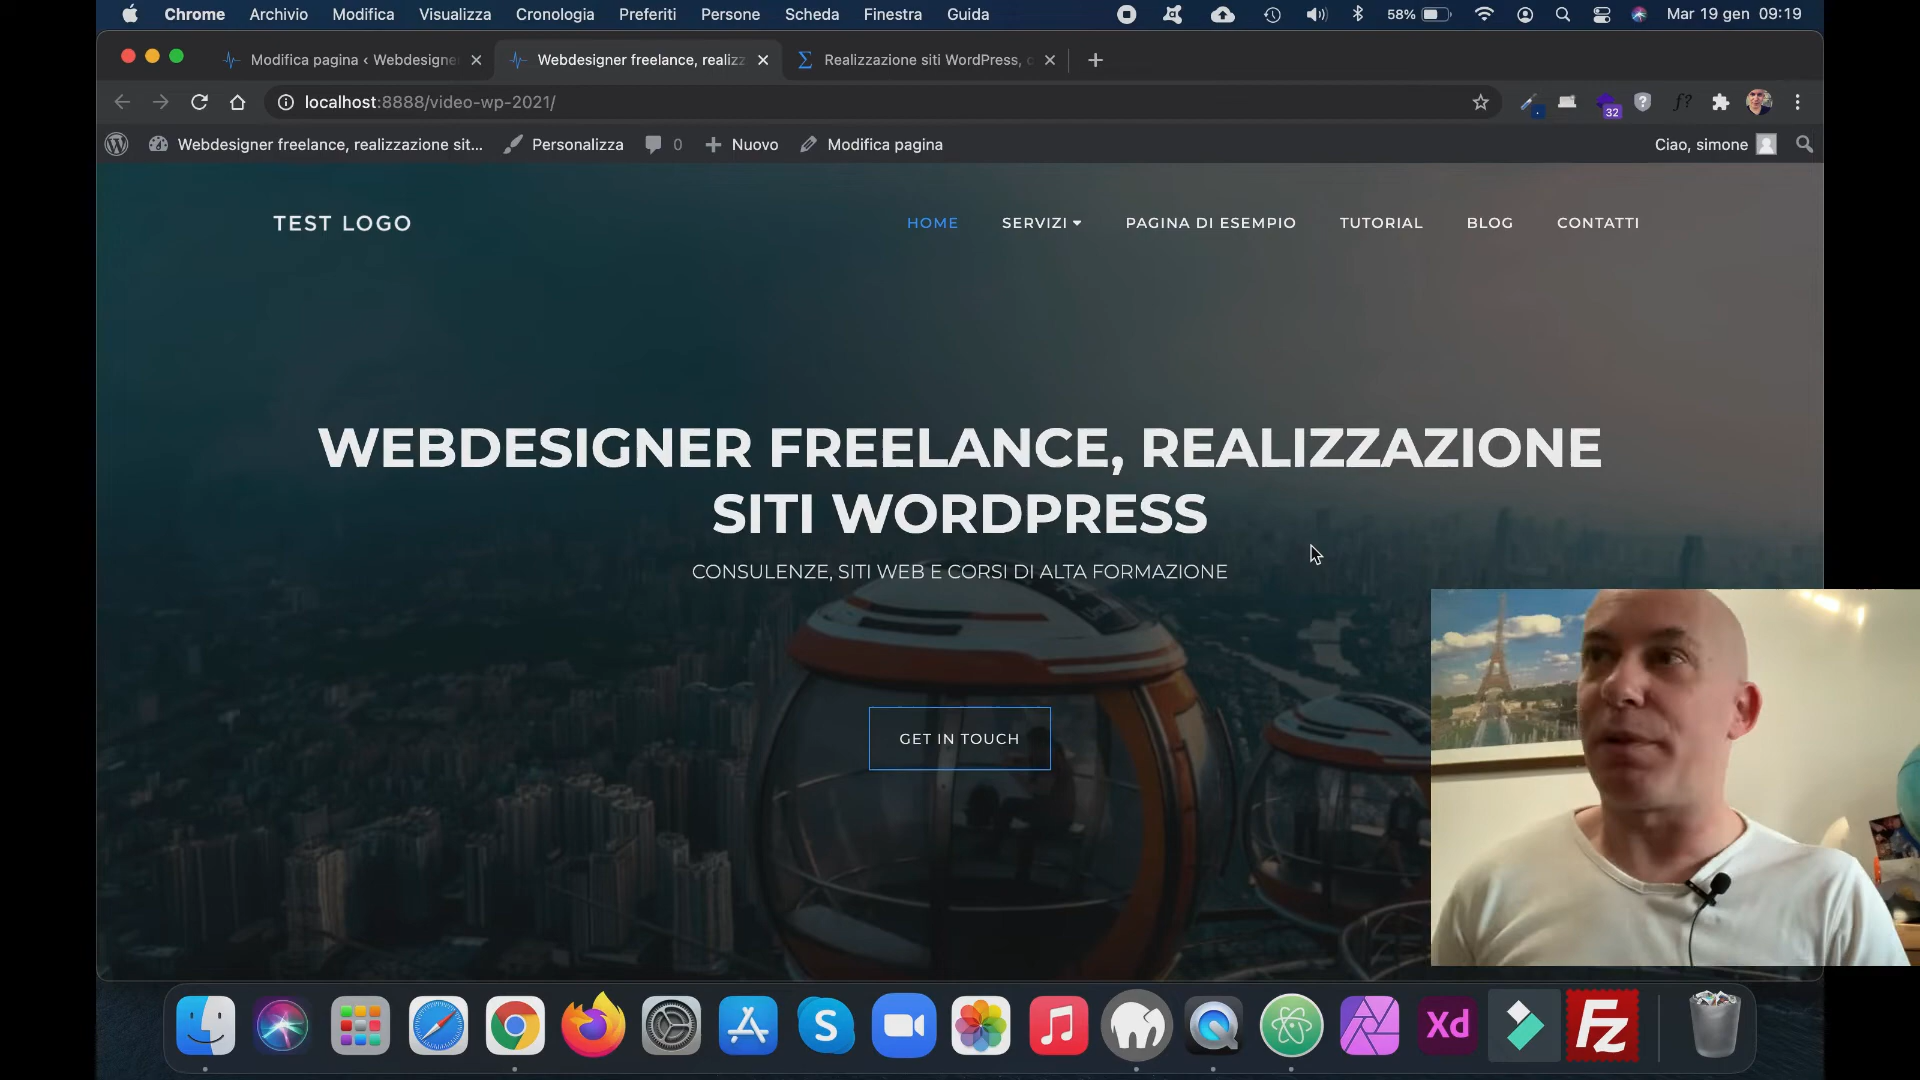 Chrome Archivio Modifica Visualizza Cronologia Preferiti Persone Scheda Finestra Guida 58% Mar 19 gen 09:19
Modifica pagina ‹ Webdesigne Webdesigner freelance, realizz Realizzazione siti WordPress,
localhost:8888/video-wp-2021/ 32 f?
Webdesigner freelance, realizzazione sit... Personalizza 0 Nuovo Modifica pagina Ciao, simone
TEST LOGO HOME SERVIZI PAGINA DI ESEMPIO TUTORIAL BLOG CONTATTI
WEBDESIGNER FREELANCE, REALIZZAZIONE
SITI WORDPRESS
CONSULENZE, SITI WEB E CORSI DI ALTA FORMAZIONE
GET IN TOUCH
S Xd Fz